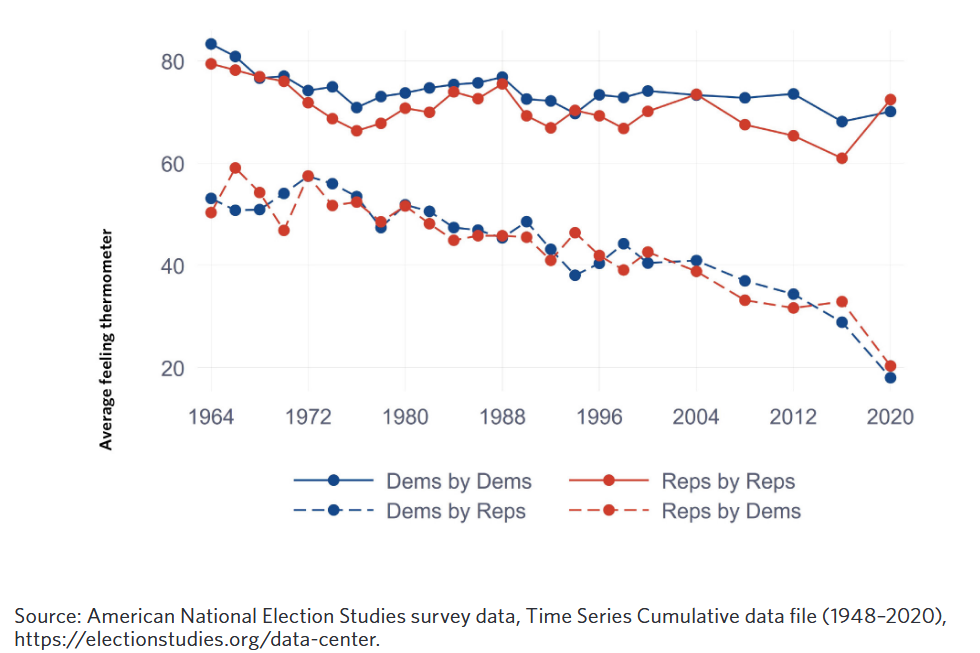 80
60
40
20
Average feeling thermometer
1964 1972 1980 1988 1996 2004 2012 2020
Dems by Dems Reps by Reps
Dems by Reps Reps by Dems
Source: American National Election Studies survey data, Time Series Cumulative data file (1948–2020),
https://electionstudies.org/data-center.